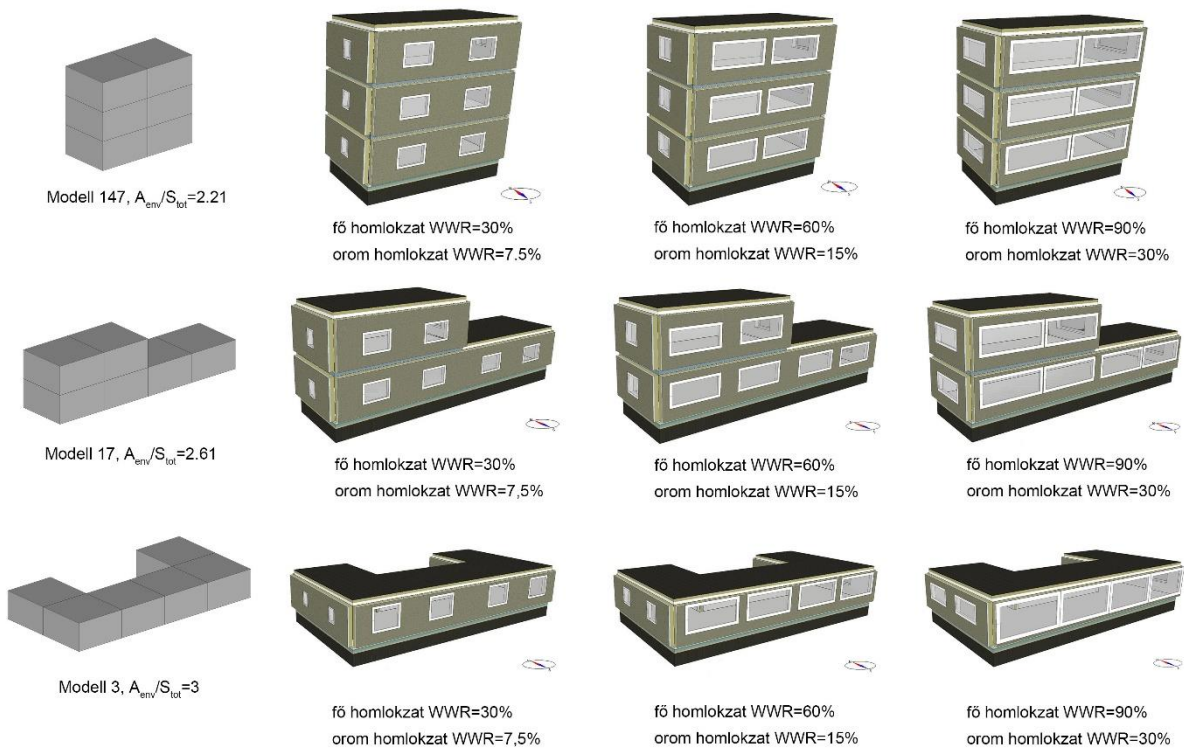 Modell 147, Aenv/Stot=2.21
fő homlokzat WWR=30%
orom homlokzat WWR=7.5%
fő homlokzat WWR=60%
orom homlokzat WWR=15%
fő homlokzat WWR=90%
orom homlokzat WWR=30%
Modell 17, Aenv/Stot=2.61
fő homlokzat WWR=30%
orom homlokzat WWR=7,5%
fő homlokzat WWR=60%
orom homlokzat WWR=15%
fő homlokzat WWR=90%
orom homlokzat WWR=30%
Modell 3, Aenv/Stot=3
fő homlokzat WWR=30%
orom homlokzat WWR=7,5%
fő homlokzat WWR=60%
orom homlokzat WWR=15%
fő homlokzat WWR=90%
orom homlokzat WWR=30%